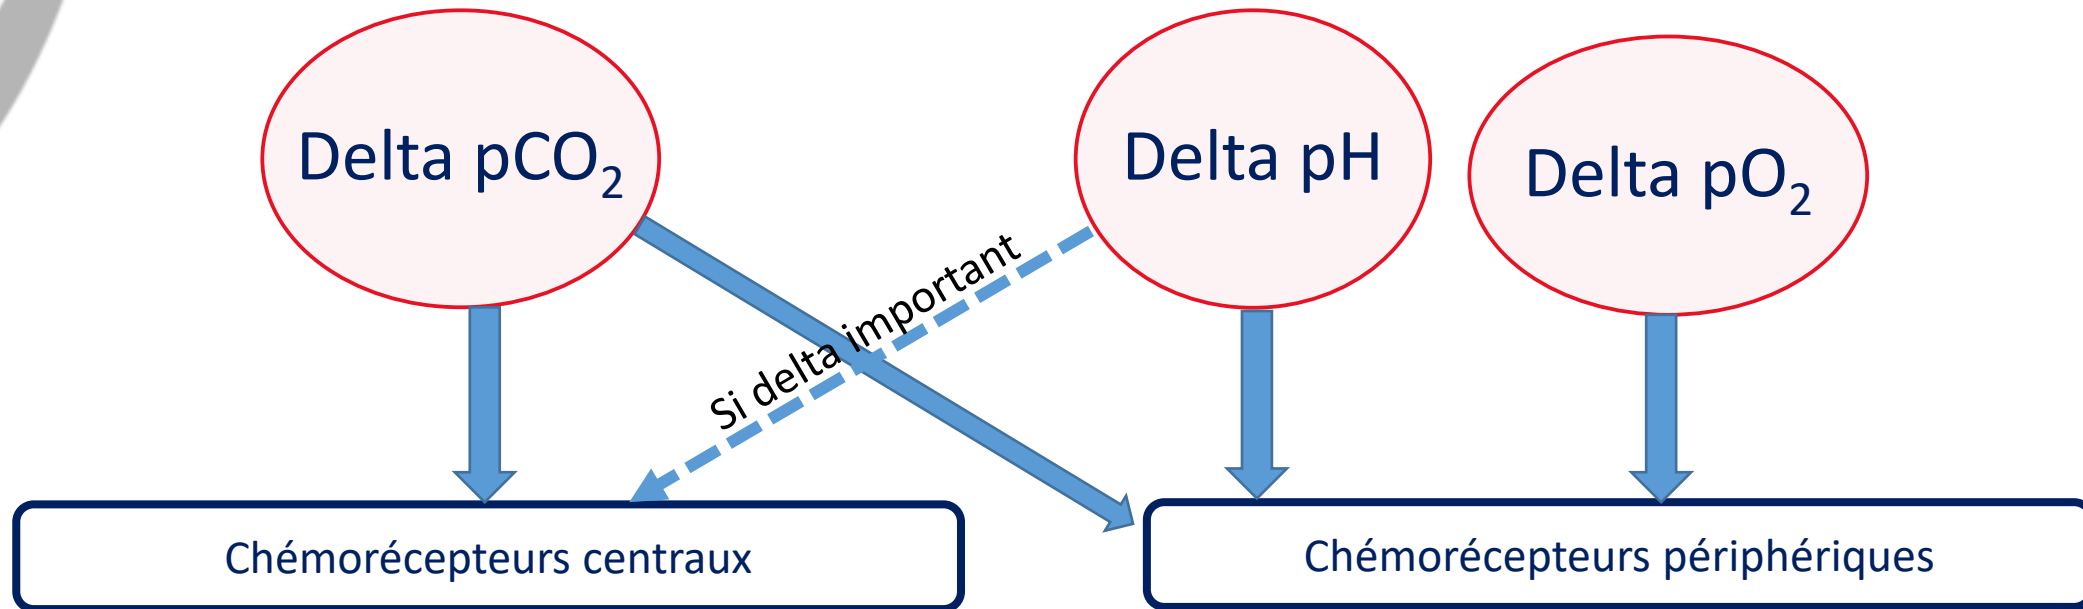 Delta pCO₂
Delta pH
Delta pO₂
Si delta important
Chémorécepteurs centraux
Chémorécepteurs périphériques